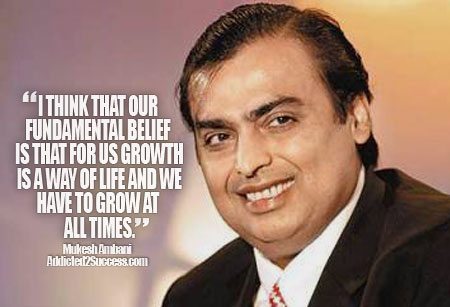 “I THINK THAT OUR
FUNDAMENTAL BELIEF
IS THAT FOR US GROWTH
IS A WAY OF LIFE AND WE
HAVE TO GROW AT
ALL TIMES.”
Mukesh Ambani
Addicted2Success.com